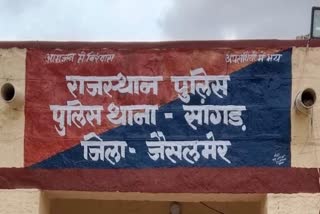 आमजन में विश्वास अपराधियों में भय
राजस्थान पुलिस
पुलिस थाना - सांगड़
जिला - जैसलमेर